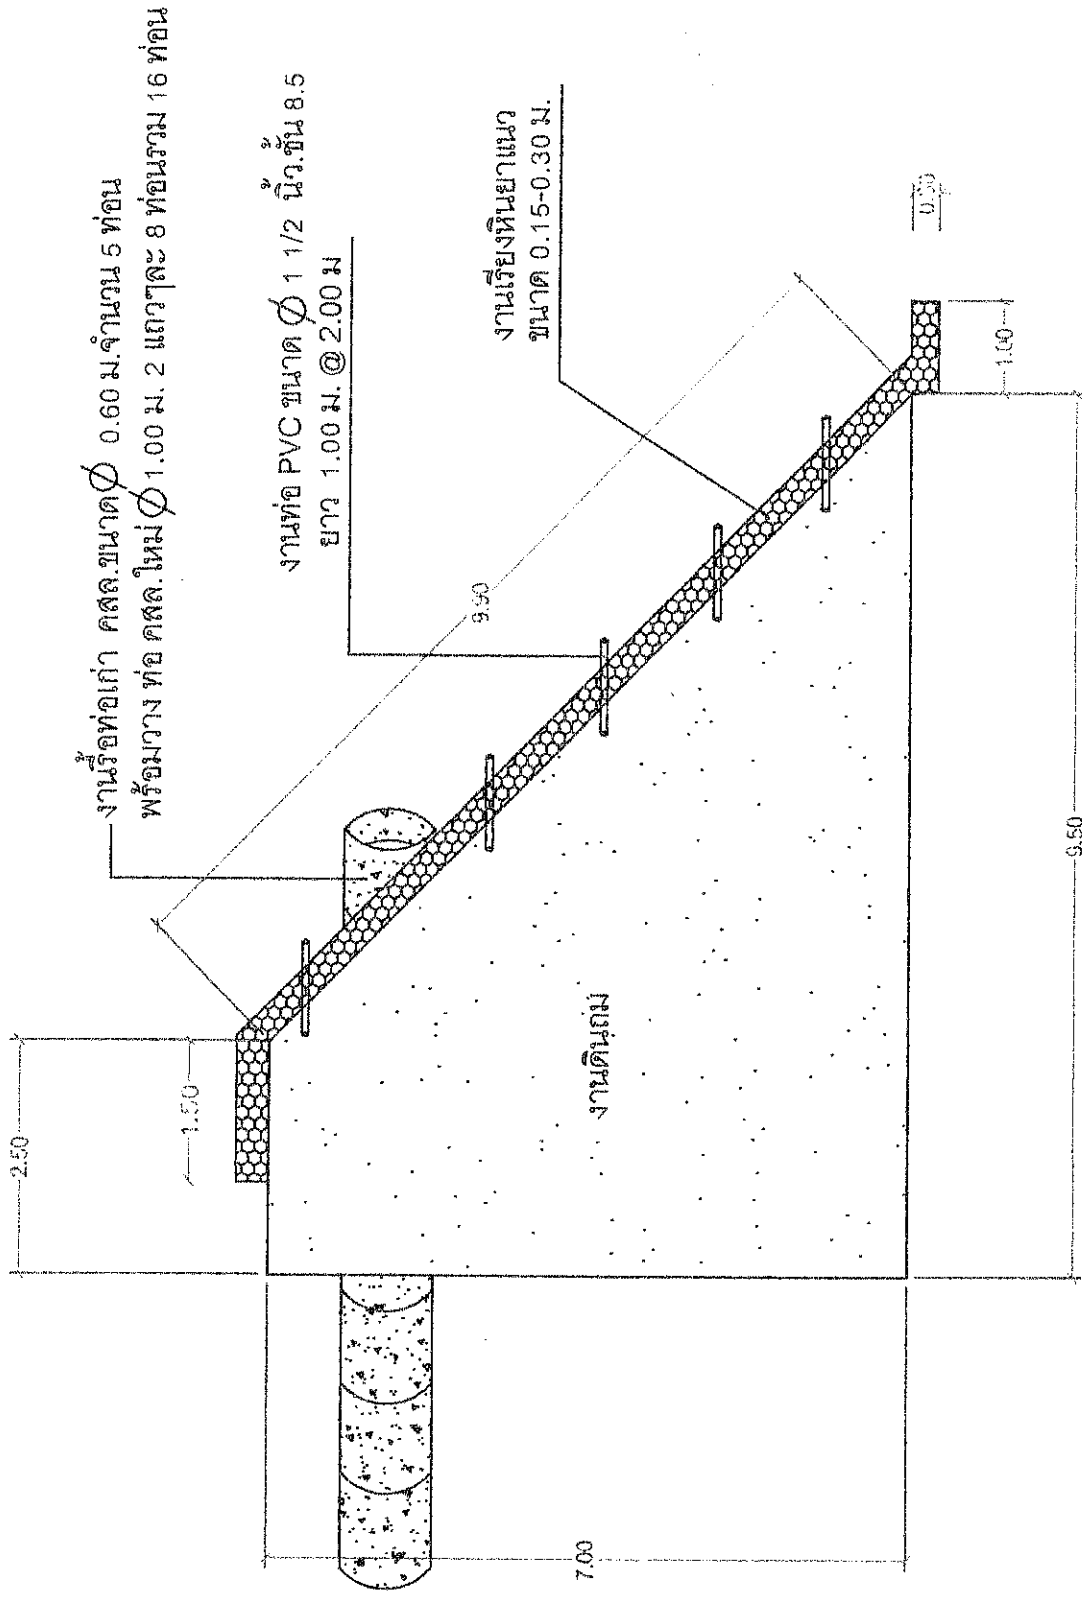 งานรื้อท่อเก่า คสล.ขนาด Ø 0.60 ม.จำนวน 5 ท่อน
พร้อมวาง ท่อ คสล.ใหม่ Ø 1.00 ม. 2 แถวๆละ 8 ท่อนรวม 16 ท่อน
งานท่อ PVC ขนาด Ø 1 1/2 นิ้ว.ชั้น 8.5
ยาว 1.00 ม. @ 2.00 ม
งานเรียงหินยาแนว
ขนาด 0.15-0.30 ม.
2.50
1.50
9.90
0.30
1.00
งานดินถม
7.00
9.50